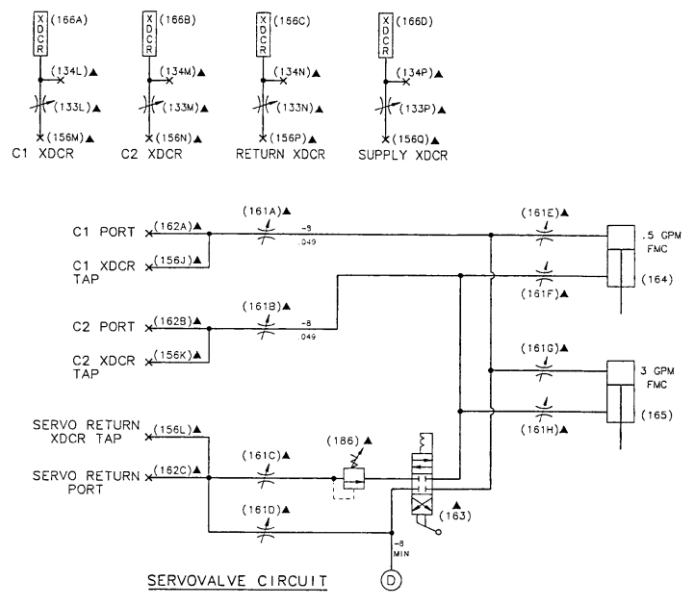 XDCR (166A) XDCR (166B) XDCR (156C) XDCR (166D)
(134L)▲ (134M)▲ (134N)▲ (134P)▲
(133L)▲ (133M)▲ (133N)▲ (133P)▲
(156M)▲ (156N)▲ (156P)▲ (156Q)▲
C1 XDCR C2 XDCR RETURN XDCR SUPPLY XDCR
(161A)▲ (161E)▲
C1 PORT (162A)▲ -8 .5 GPM
.049 FMC
C1 XDCR (156J)▲
TAP (164)
(161B)▲ (161F)▲
C2 PORT (162B)▲ -8
.049 (161G)▲
C2 XDCR (156K)▲
TAP 3 GPM
FMC
(165)
SERVO RETURN (156L)▲ (161H)▲
XDCR TAP
(161C)▲ (186)▲
SERVO RETURN (162C)▲
PORT
(161D)▲ ▲
(163)
-8
MIN
SERVOVALVE CIRCUIT D